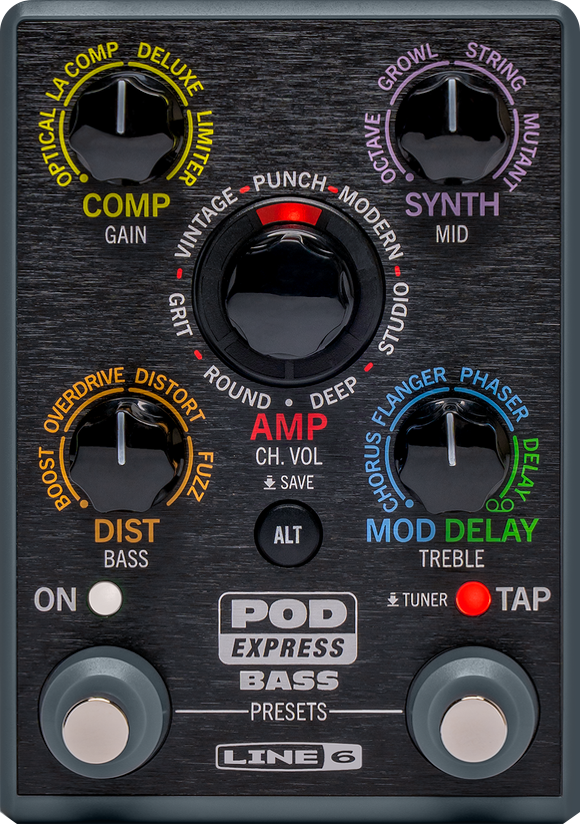 OPTICAL
LA COMP
DELUXE
LIMITER
COMP
GAIN
OCTAVE
GROWL
STRING
MUTANT
SYNTH
MID
ROUND
GRIT
VINTAGE
PUNCH
MODERN
STUDIO
DEEP
AMP
CH. VOL
SAVE
ALT
BOOST
OVERDRIVE
DISTORT
FUZZ
DIST
BASS
CHORUS
FLANGER
PHASER
DELAY
MOD DELAY
TREBLE
ON
TUNER
TAP
POD
EXPRESS
BASS
PRESETS
LINE 6